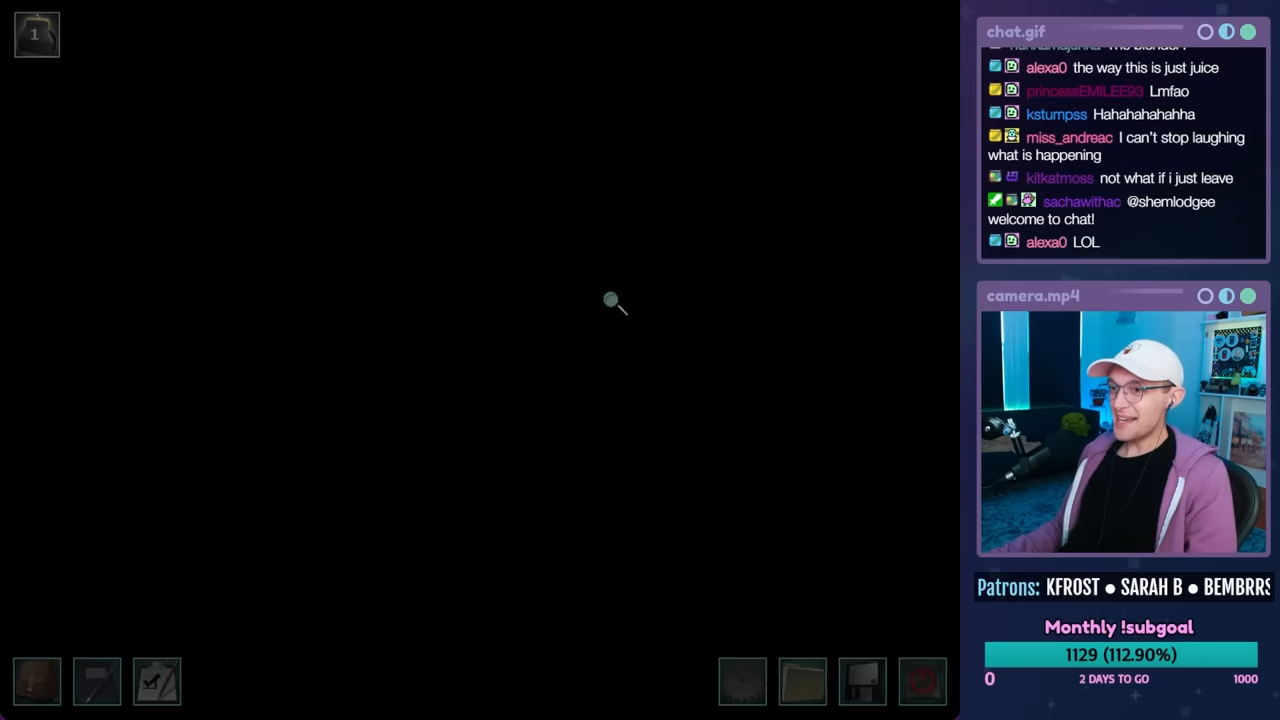 1
chat.gif
alexa0 the way this is just juice
princessEMILEE93 Lmfao
kstumpss Hahahahahahha
miss_andreac I can't stop laughing
what is happening
kitkatmoss not what if i just leave
sachawithac @shemlodgee
welcome to chat!
alexa0 LOL
camera.mp4
Patrons: KFROST ● SARAH B ● BEMBRRS
Monthly !subgoal
1129 (112.90%)
0 2 DAYS TO GO 1000